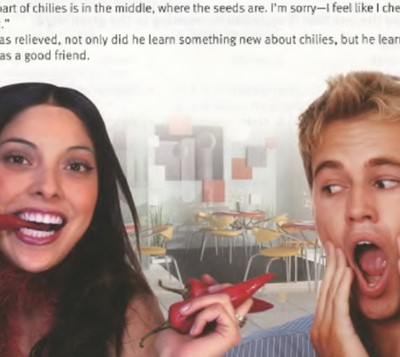 part of chilies is in the middle, where the seeds are. I'm sorry—I feel like I che
."
as relieved, not only did he learn something new about chilies, but he learn
as a good friend.